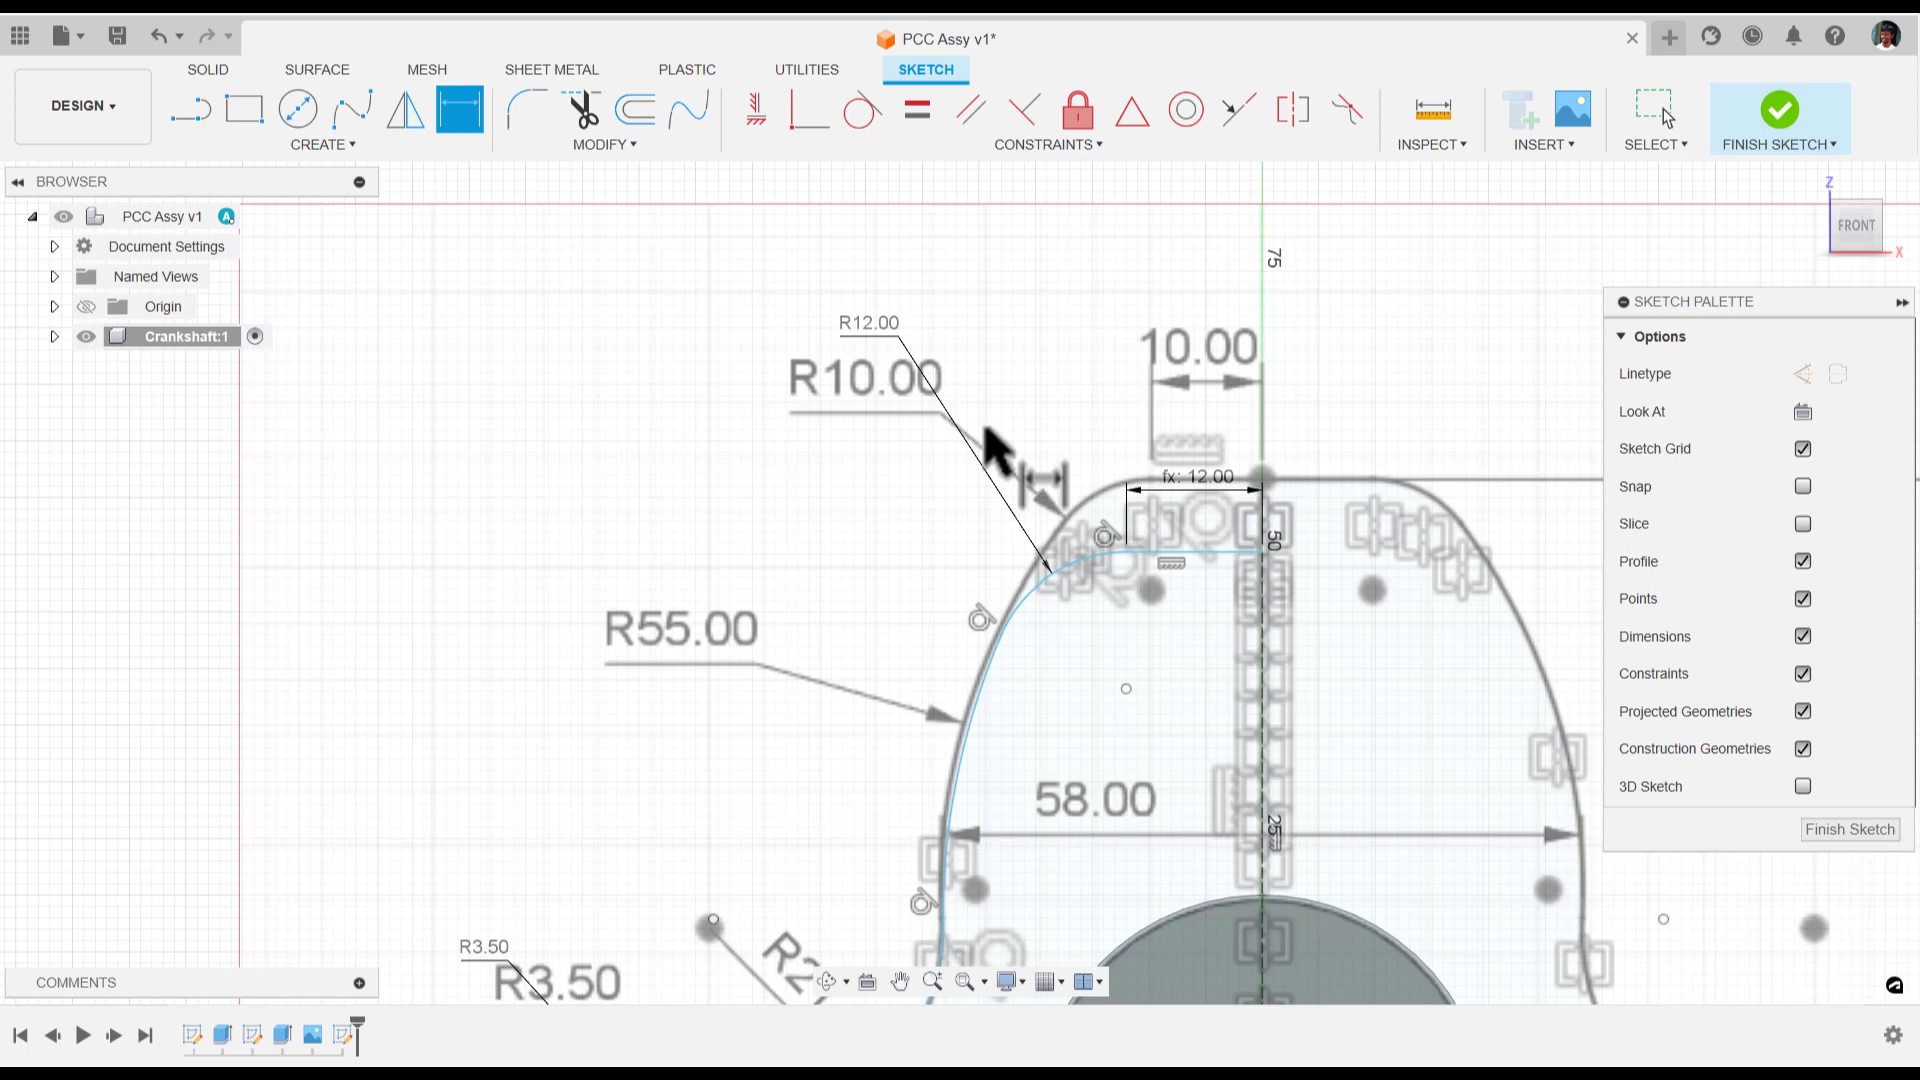 PCC Assy v1*
DESIGN
SOLID SURFACE MESH SHEET METAL PLASTIC UTILITIES SKETCH
CREATE MODIFY CONSTRAINTS INSPECT INSERT SELECT FINISH SKETCH
BROWSER
PCC Assy v1
Document Settings
Named Views
Origin
Crankshaft:1
Z
FRONT
X
75
R12.00
10.00
R10.00
fx: 12.00
50
R55.00
58.00
25
R3.50
R3.50
SKETCH PALETTE
Options
Linetype
Look At
Sketch Grid
Snap
Slice
Profile
Points
Dimensions
Constraints
Projected Geometries
Construction Geometries
3D Sketch
Finish Sketch
COMMENTS